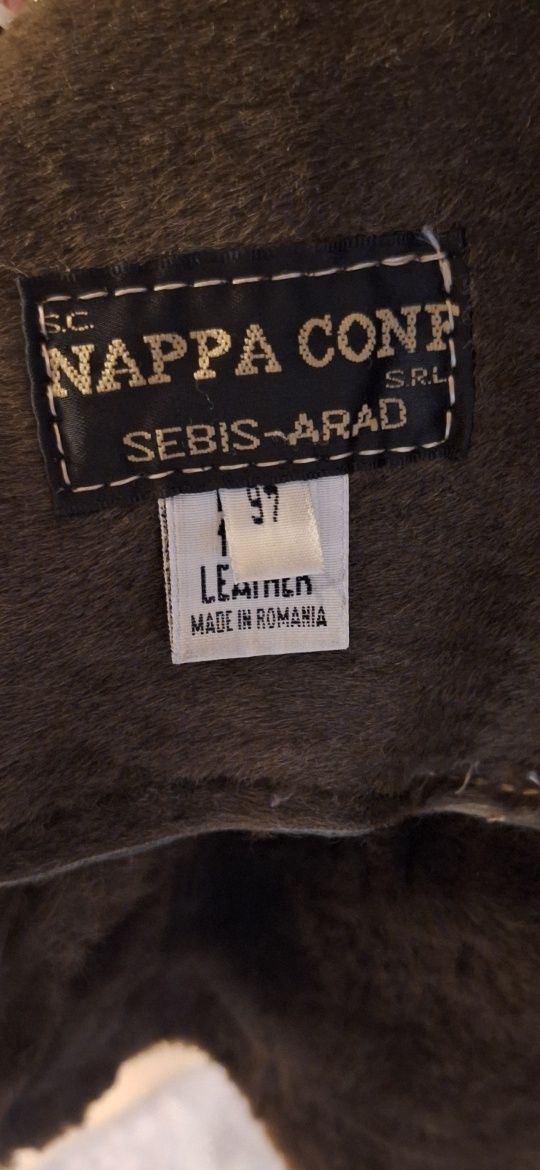 S.C.
NAPPA CONF
S.R.L
SEBIS-ARAD
97
LEATHER
MADE IN ROMANIA